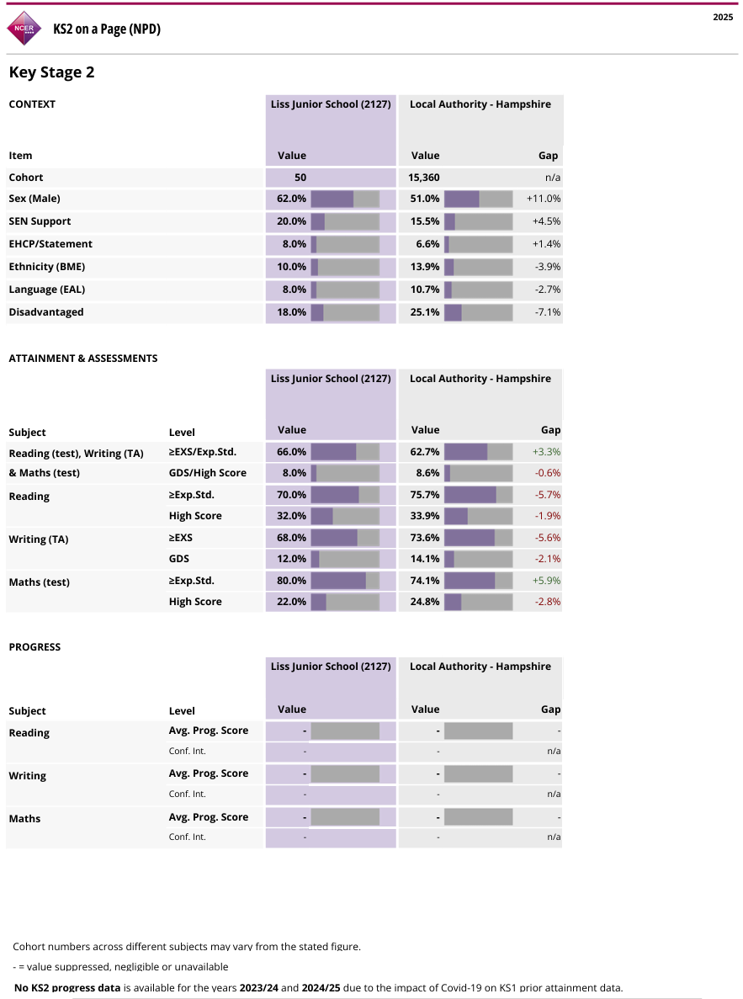 2025
NCER
KS2 on a Page (NPD)
Key Stage 2
CONTEXT Liss Junior School (2127) Local Authority - Hampshire
Item Value Value Gap
Cohort 50 15,360 n/a
Sex (Male) 62.0% 51.0% +11.0%
SEN Support 20.0% 15.5% +4.5%
EHCP/Statement 8.0% 6.6% +1.4%
Ethnicity (BME) 10.0% 13.9% -3.9%
Language (EAL) 8.0% 10.7% -2.7%
Disadvantaged 18.0% 25.1% -7.1%
ATTAINMENT & ASSESSMENTS
Liss Junior School (2127) Local Authority - Hampshire
Subject Level Value Value Gap
Reading (test), Writing (TA) ≥EXS/Exp.Std. 66.0% 62.7% +3.3%
& Maths (test) GDS/High Score 8.0% 8.6% -0.6%
Reading ≥Exp.Std. 70.0% 75.7% -5.7%
High Score 32.0% 33.9% -1.9%
Writing (TA) ≥EXS 68.0% 73.6% -5.6%
GDS 12.0% 14.1% -2.1%
Maths (test) ≥Exp.Std. 80.0% 74.1% +5.9%
High Score 22.0% 24.8% -2.8%
PROGRESS
Liss Junior School (2127) Local Authority - Hampshire
Subject Level Value Value Gap
Reading Avg. Prog. Score - - -
Conf. Int. - - n/a
Writing Avg. Prog. Score - - -
Conf. Int. - - n/a
Maths Avg. Prog. Score - - -
Conf. Int. - - n/a
Cohort numbers across different subjects may vary from the stated figure.
- = value suppressed, negligible or unavailable
No KS2 progress data is available for the years 2023/24 and 2024/25 due to the impact of Covid-19 on KS1 prior attainment data.